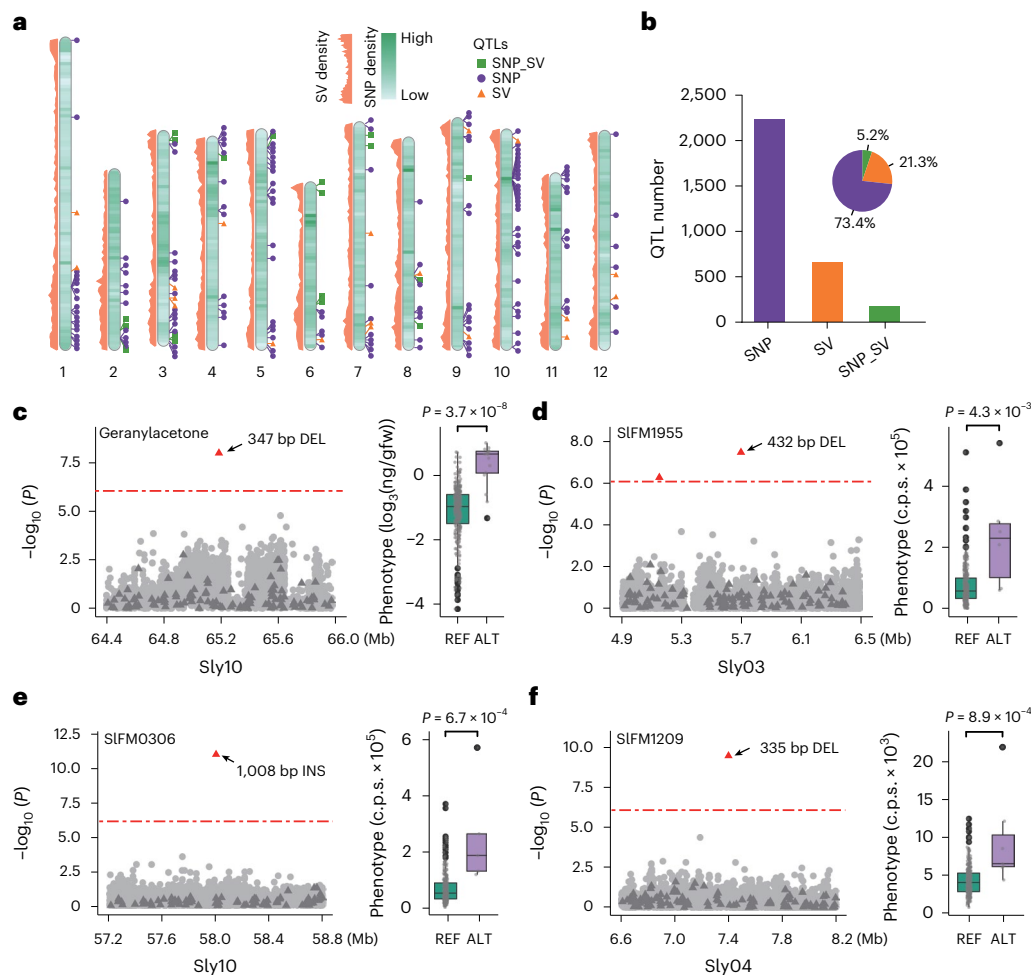 a
SV density
SNP density
High
Low
QTLs
SNP_SV
SNP
SV
1 2 3 4 5 6 7 8 9 10 11 12
b
QTL number
2,500
2,000
1,500
1,000
500
0
5.2%
21.3%
73.4%
SNP SV SNP_SV
c
Geranylacetone
347 bp DEL
−log10 (P)
7.5
5.0
2.5
0
64.4 64.8 65.2 65.6 66.0 (Mb)
Sly10
P = 3.7 × 10−8
Phenotype (log3(ng/gfw))
0
−2
−4
REF ALT
d
SlFM1955
432 bp DEL
−log10 (P)
8.0
6.0
4.0
2.0
0
4.9 5.3 5.7 6.1 6.5 (Mb)
Sly03
P = 4.3 × 10−3
Phenotype (c.p.s. × 105)
4
2
0
REF ALT
e
SlFM0306
1,008 bp INS
−log10 (P)
12.5
10.0
7.5
5.0
2.5
0
57.2 57.6 58.0 58.4 58.8 (Mb)
Sly10
P = 6.7 × 10−4
Phenotype (c.p.s. × 105)
6
4
2
0
REF ALT
f
SlFM1209
335 bp DEL
−log10 (P)
10.0
7.5
5.0
2.5
0
6.6 7.0 7.4 7.8 8.2 (Mb)
Sly04
P = 8.9 × 10−4
Phenotype (c.p.s. × 103)
20
15
10
5
0
REF ALT